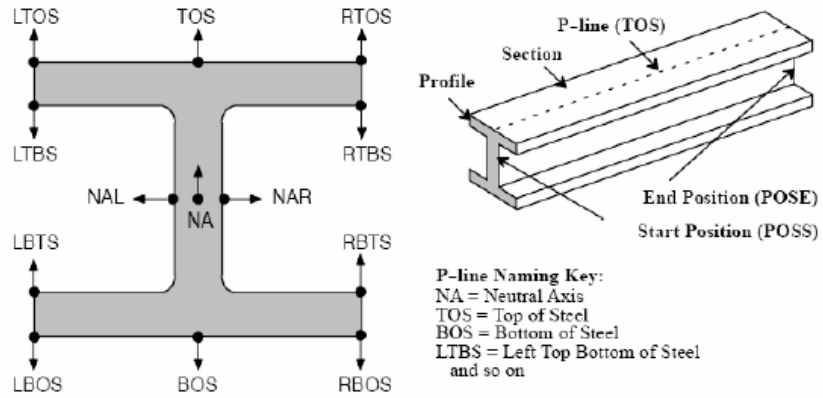 LTOS TOS RTOS
LTBS RTBS
NAL NA NAR
LBTS RBTS
LBOS BOS RBOS
P-line (TOS)
Section
Profile
End Position (POSE)
Start Position (POSS)
P-line Naming Key:
NA = Neutral Axis
TOS = Top of Steel
BOS = Bottom of Steel
LTBS = Left Top Bottom of Steel
and so on